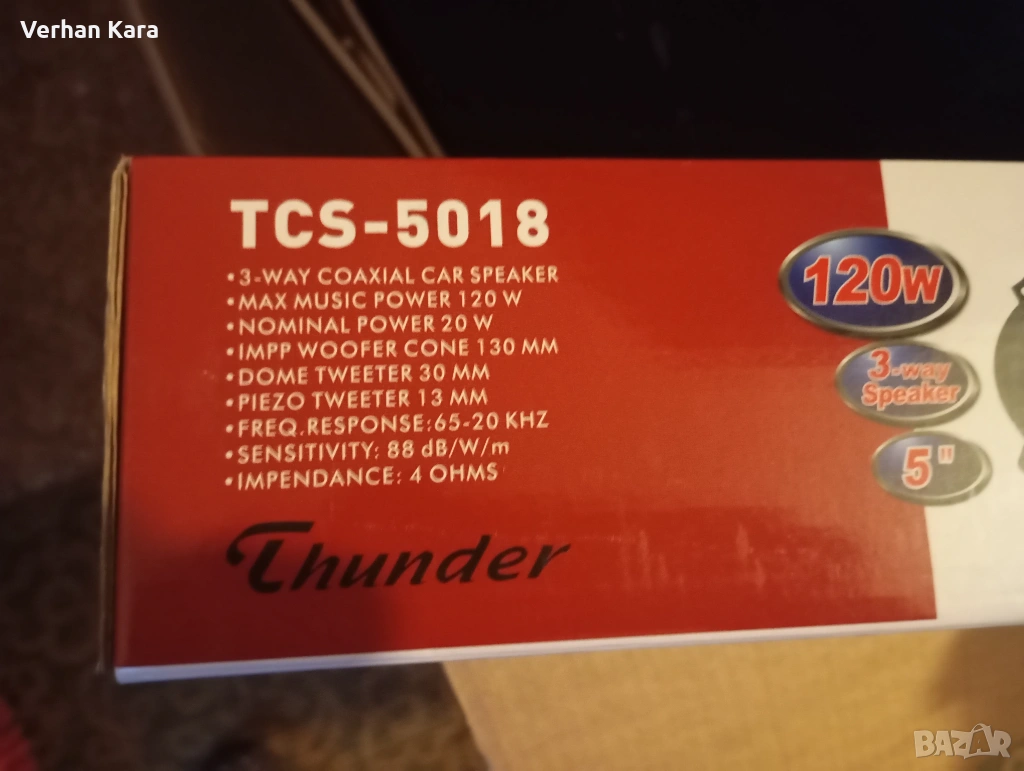 Verhan Kara
TCS-5018
•3-WAY COAXIAL CAR SPEAKER
•MAX MUSIC POWER 120 W
•NOMINAL POWER 20 W
•IMPP WOOFER CONE 130 MM
•DOME TWEETER 30 MM
•PIEZO TWEETER 13 MM
•FREQ.RESPONSE:65-20 KHZ
•SENSITIVITY: 88 dB/W/m
•IMPENDANCE: 4 OHMS
Thunder
120W
3-way
Speaker
5"
BAZAR